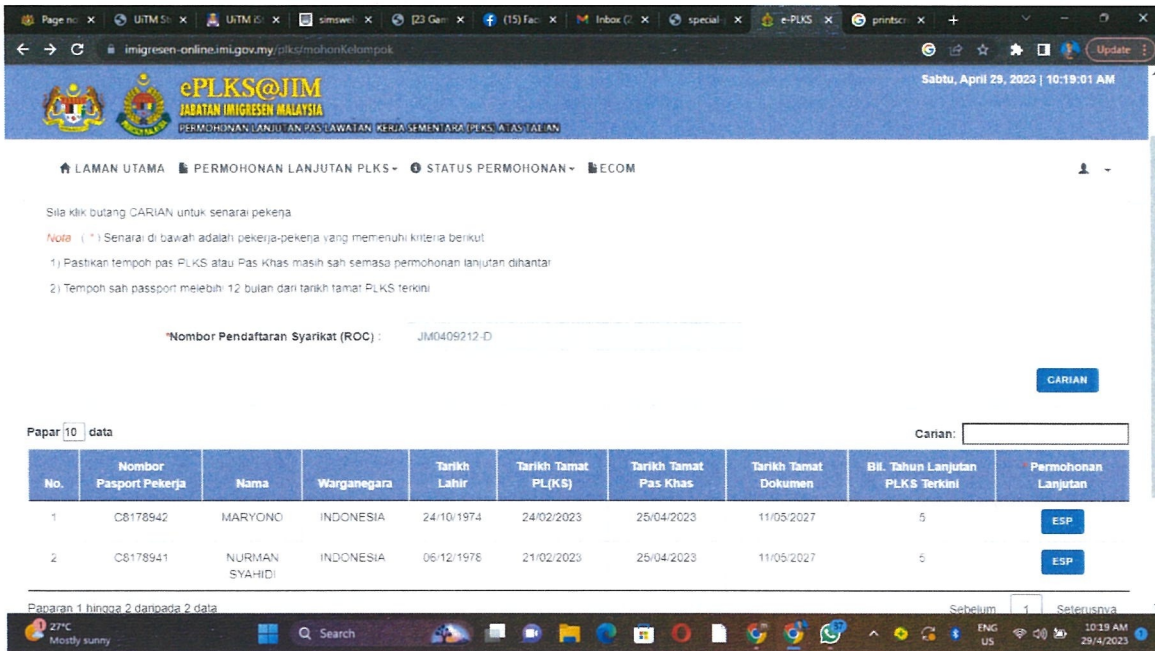 Page no
UiTM St
UiTM iSt
simswe
[23 Gam
(15) Fac
Inbox (2
special
e-PLKS
printscr
imigresen-online.imi.gov.my/plks/mohonKelompok
Update
ePLKS@JIM
JABATAN IMIGRESEN MALAYSIA
PERMOHONAN LANJUTAN PAS LAWATAN KERJA SEMENTARA (PLKS) ATAS TALIAN
Sabtu, April 29, 2023 | 10:19:01 AM
LAMAN UTAMA PERMOHONAN LANJUTAN PLKS STATUS PERMOHONAN ECOM
Sila klik butang CARIAN untuk senarai pekerja
Nota ( * ) Senarai di bawah adalah pekerja-pekerja yang memenuhi kriteria berikut
1) Pastikan tempoh pas PLKS atau Pas Khas masih sah semasa permohonan lanjutan dihantar
2) Tempoh sah passport melebihi 12 bulan dari tarikh tamat PLKS terkini
*Nombor Pendaftaran Syarikat (ROC) : JM0409212-D
CARIAN
Papar 10 data
Carian:
No. Nombor Pasport Pekerja Nama Warganegara Tarikh Lahir Tarikh Tamat PL(KS) Tarikh Tamat Pas Khas Tarikh Tamat Dokumen Bil. Tahun Lanjutan PLKS Terkini * Permohonan Lanjutan
1 C8178942 MARYONO INDONESIA 24/10/1974 24/02/2023 25/04/2023 11/05/2027 5 ESP
2 C8178941 NURMAN SYAHIDI INDONESIA 06/12/1978 21/02/2023 25/04/2023 11/05/2027 5 ESP
Paparan 1 hingga 2 daripada 2 data
Sebelum 1 Seterusnya
27°C
Mostly sunny
Search
ENG
US
10:19 AM
29/4/2023